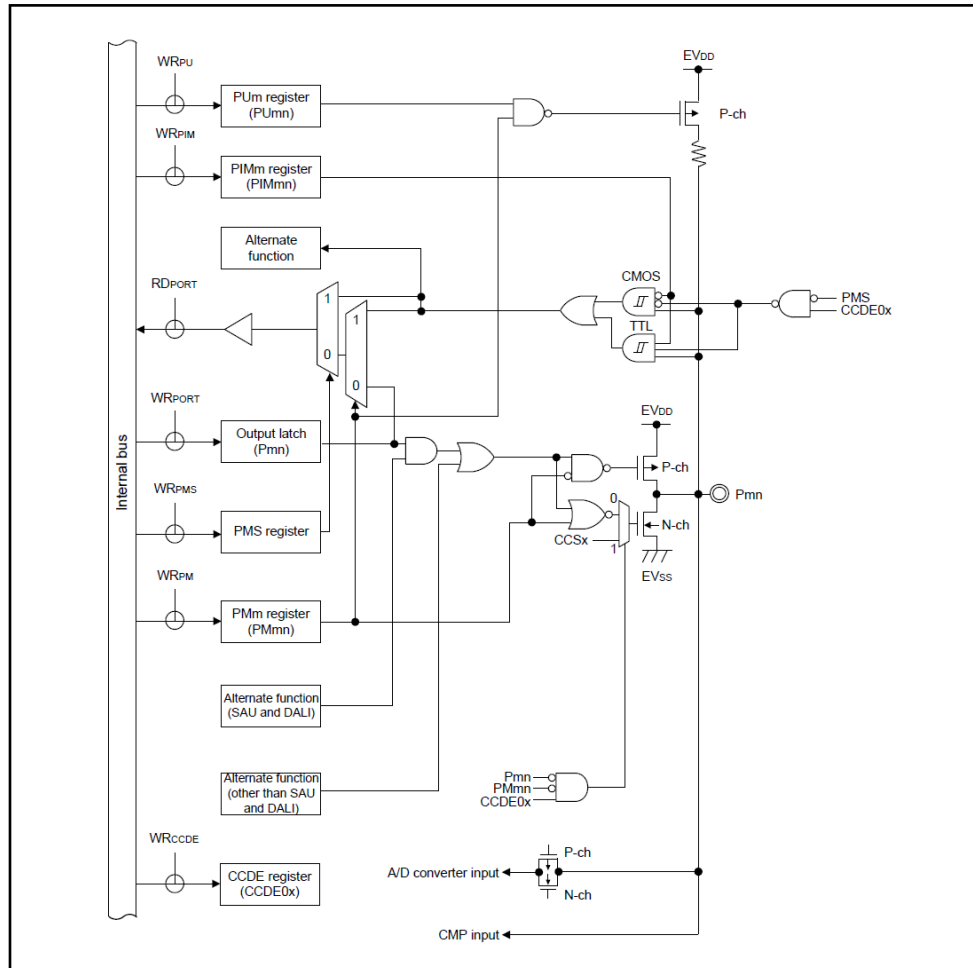 WRPU
EVDD
PUm register
(PUmn)
P-ch
WRPIM
PIMm register
(PIMmn)
Alternate
function
CMOS
RDPORT
1
1
PMS
CCDE0x
TTL
0
0
WRPORT
EVDD
Output latch
(Pmn)
P-ch
Internal bus
Pmn
WRPMS
0
N-ch
PMS register
CCSx
1
EVSS
WRPM
PMm register
(PMmn)
Alternate function
(SAU and DALI)
Alternate function
(other than SAU
and DALI)
Pmn
PMmn
CCDE0x
WRCCDE
P-ch
CCDE register
(CCDE0x)
A/D converter input
N-ch
CMP input